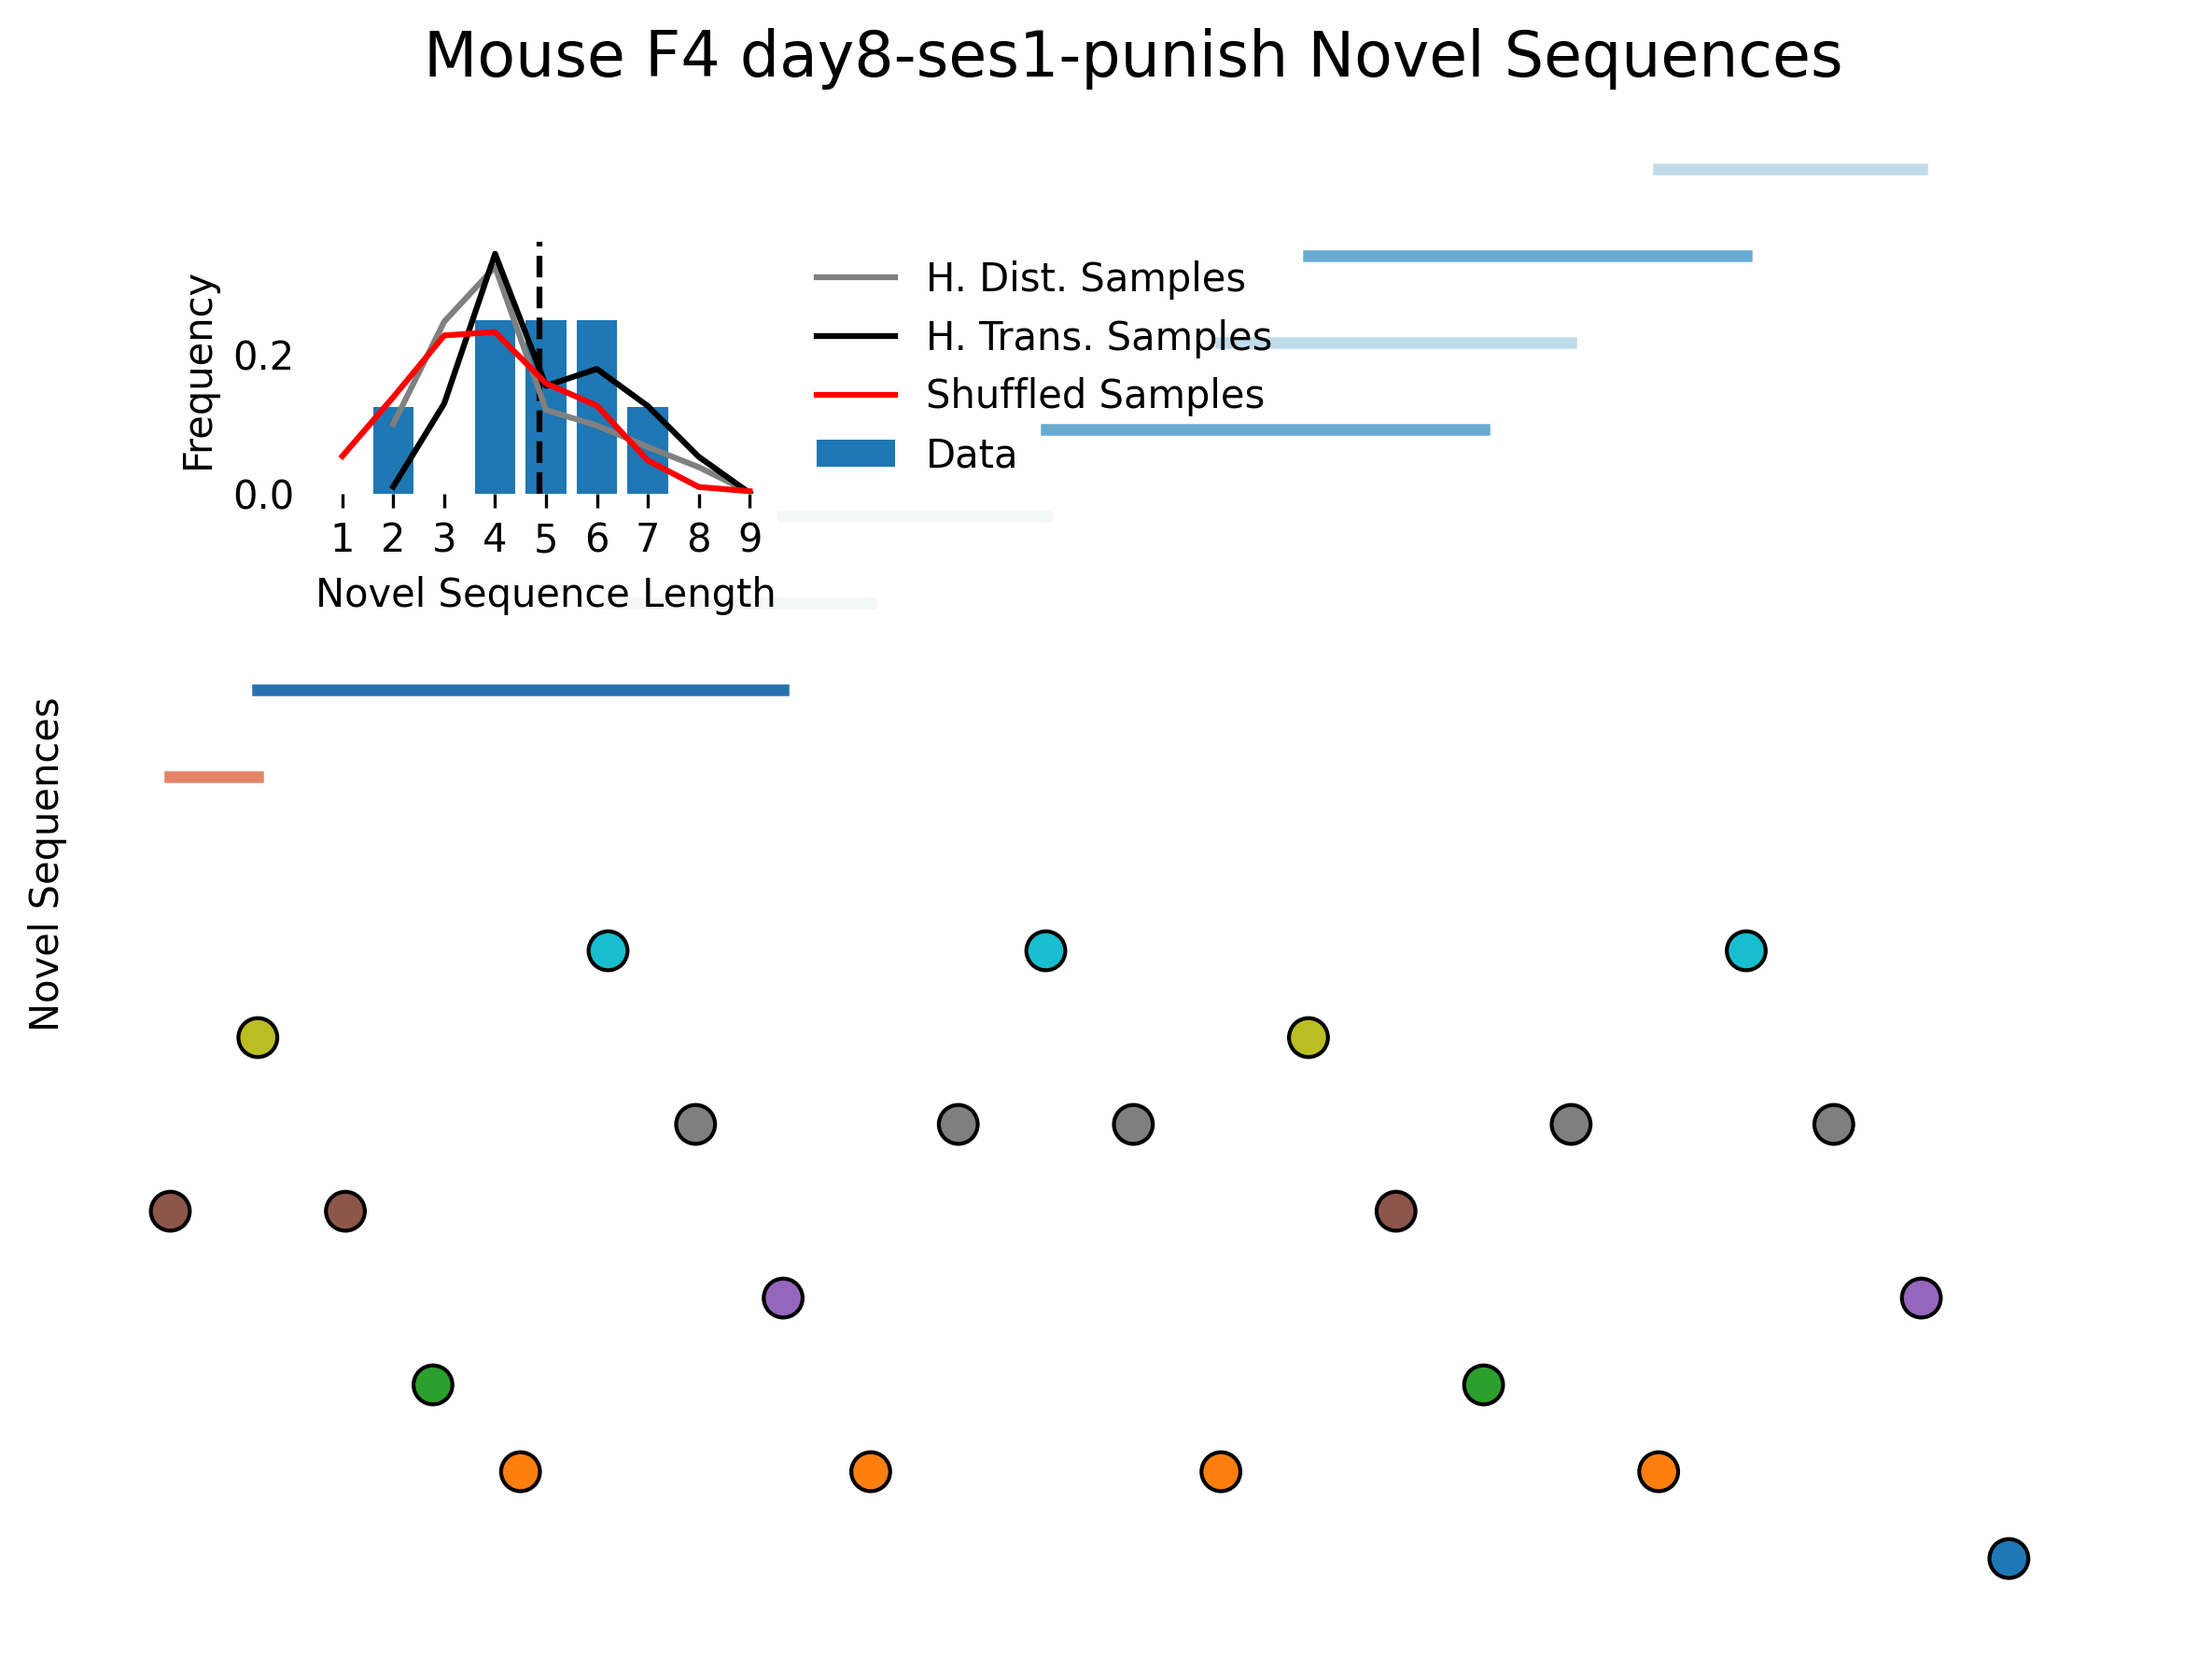 Mouse F4 day8-ses1-punish Novel Sequences
Frequency
0.2
0.0
1 2 3 4 5 6 7 8 9
Novel Sequence Length
H. Dist. Samples
H. Trans. Samples
Shuffled Samples
Data
Novel Sequences